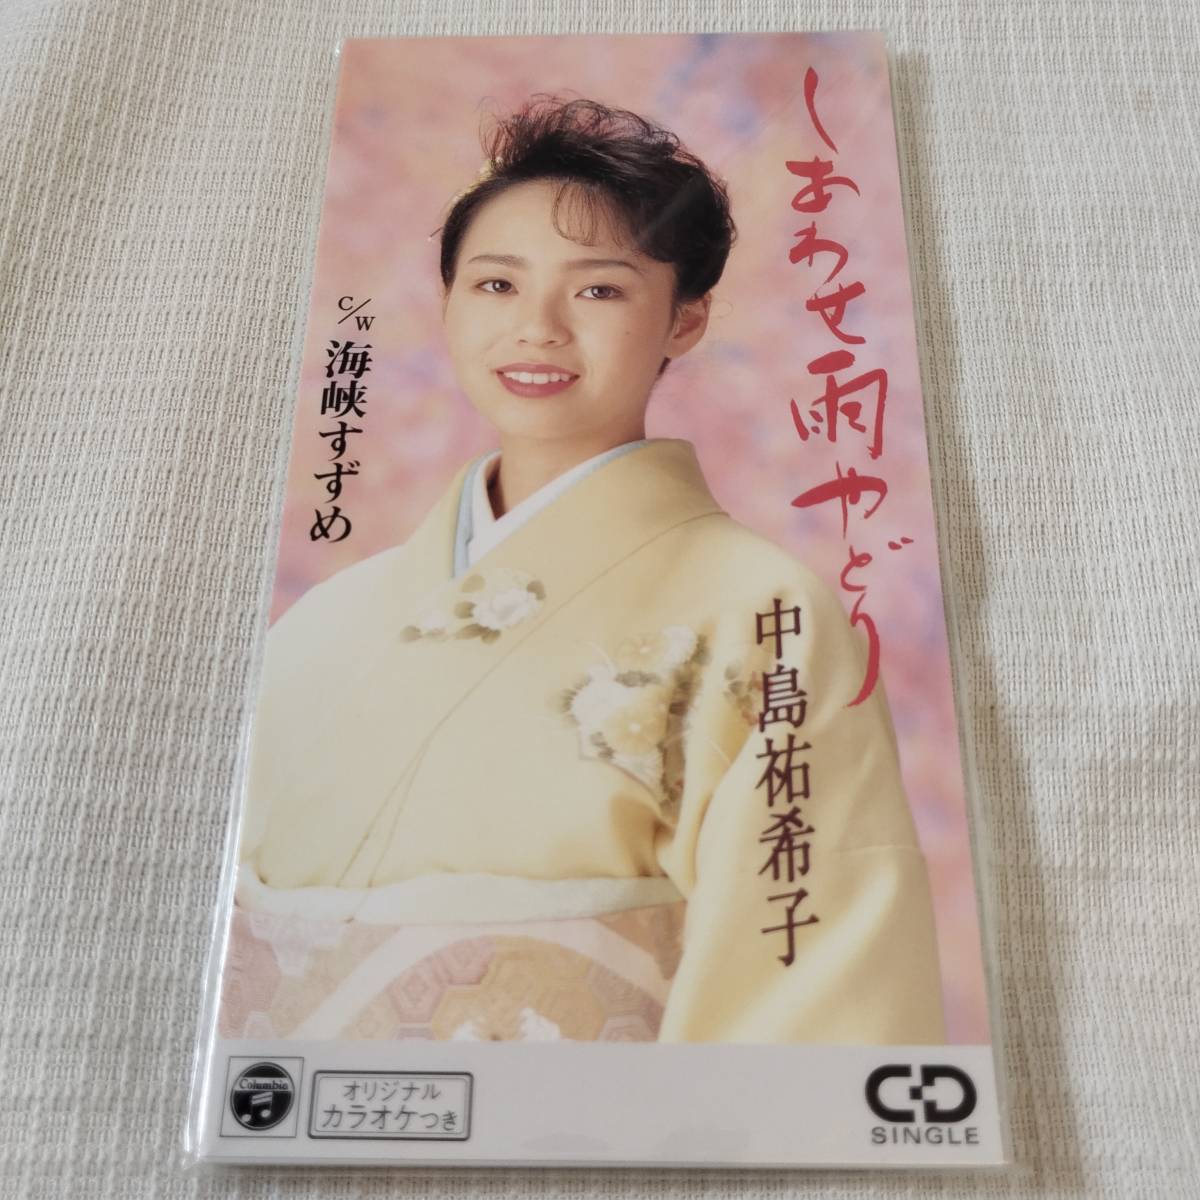 しあわせ雨やどり
中島祐希子
c/w
海峡すずめ
Columbia
オリジナル
カラオケつき
CD
SINGLE